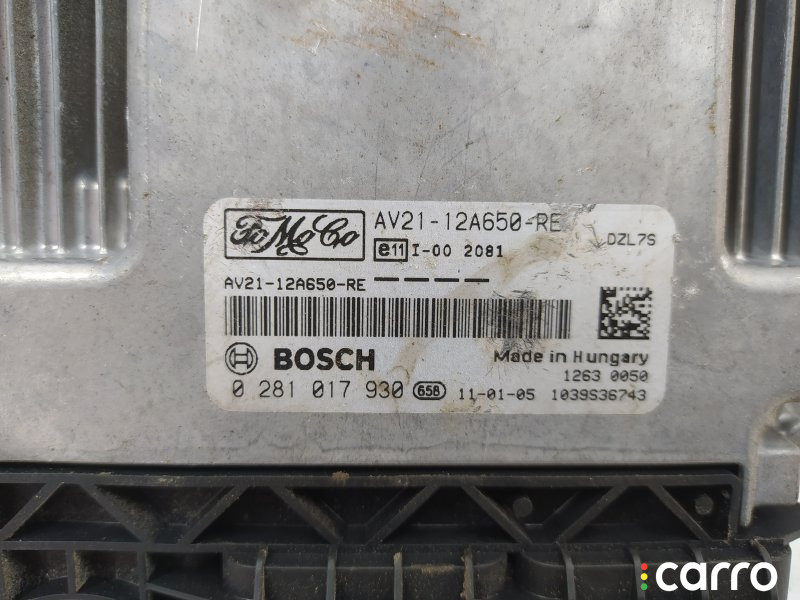 FoMoCo AV21-12A650-RE DZL7S
e11 I-00 2081
AV21-12A650-RE ————
BOSCH Made in Hungary
1263 0050
0 281 017 930 65B 11-01-05 1039S36743
carro